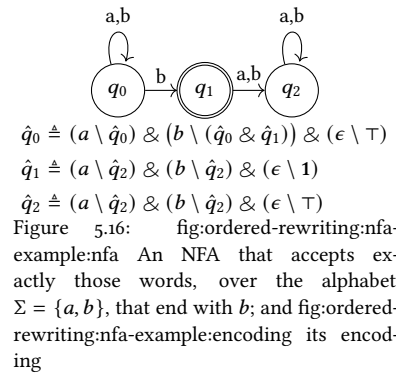 a,b a,b
q0 b q1 a,b q2
q̂0 ≜ (a \ q̂0) & (b \ (q̂0 & q̂1)) & (ϵ \ ⊤)
q̂1 ≜ (a \ q̂2) & (b \ q̂2) & (ϵ \ 1)
q̂2 ≜ (a \ q̂2) & (b \ q̂2) & (ϵ \ ⊤)
Figure 5.16: fig:ordered-rewriting:nfa-
example:nfa An NFA that accepts ex-
actly those words, over the alphabet
Σ = {a, b}, that end with b; and fig:ordered-
rewriting:nfa-example:encoding its encod-
ing